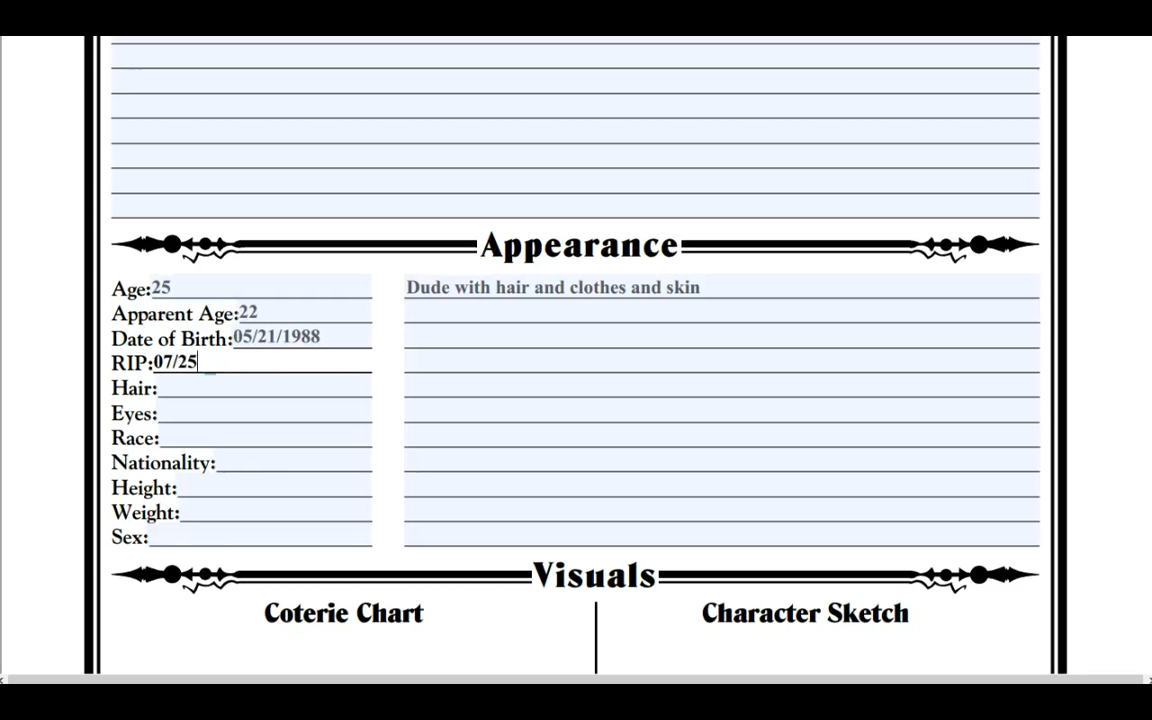 Appearance
Age:25
Apparent Age:22
Date of Birth:05/21/1988
RIP:07/25
Hair:
Eyes:
Race:
Nationality:
Height:
Weight:
Sex:
Dude with hair and clothes and skin
Visuals
Coterie Chart
Character Sketch